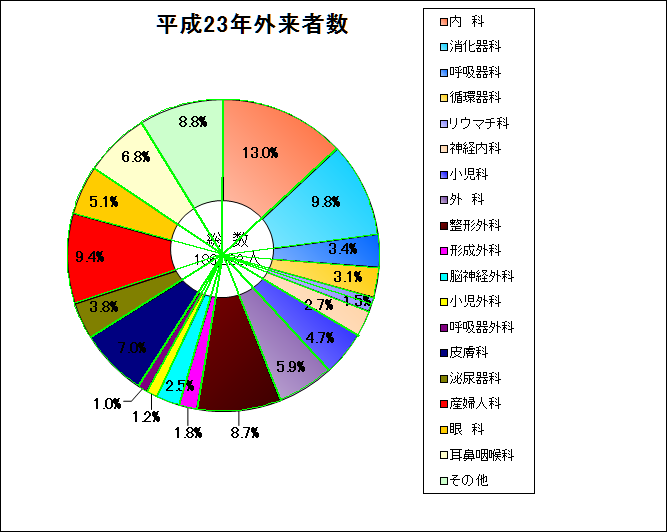 平成23年外来者数
13.0%
9.8%
3.4%
3.1%
1.5%
2.7%
4.7%
5.9%
8.7%
1.8%
2.5%
1.2%
1.0%
7.0%
3.8%
9.4%
5.1%
6.8%
8.8%
総 数
人
内 科
消化器科
呼吸器科
循環器科
リウマチ科
神経内科
小児科
外 科
整形外科
形成外科
脳神経外科
小児外科
呼吸器外科
皮膚科
泌尿器科
産婦人科
眼 科
耳鼻咽喉科
その他